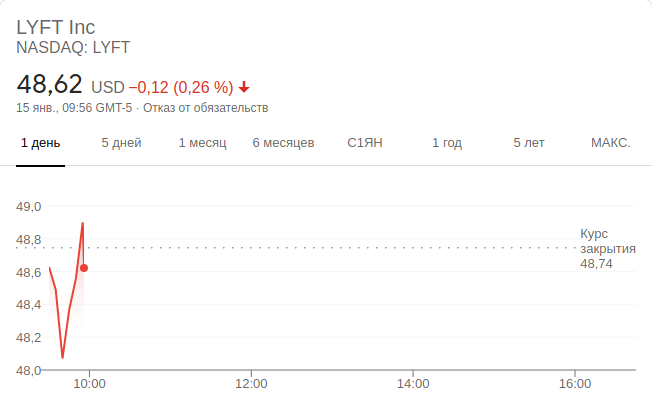 LYFT Inc
NASDAQ: LYFT
48,62 USD −0,12 (0,26 %)
15 янв., 09:56 GMT-5 · Отказ от обязательств
1 день 5 дней 1 месяц 6 месяцев С1ЯН 1 год 5 лет МАКС.
49,0
48,8
48,6
48,4
48,2
48,0
Курс
закрытия
48,74
10:00 12:00 14:00 16:00